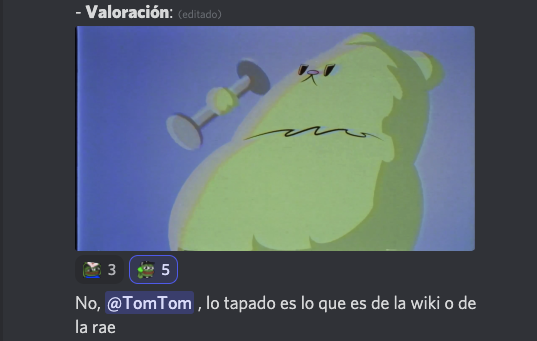 - Valoración: (editado)
3 5
No, @TomTom , lo tapado es lo que es de la wiki o de
la rae